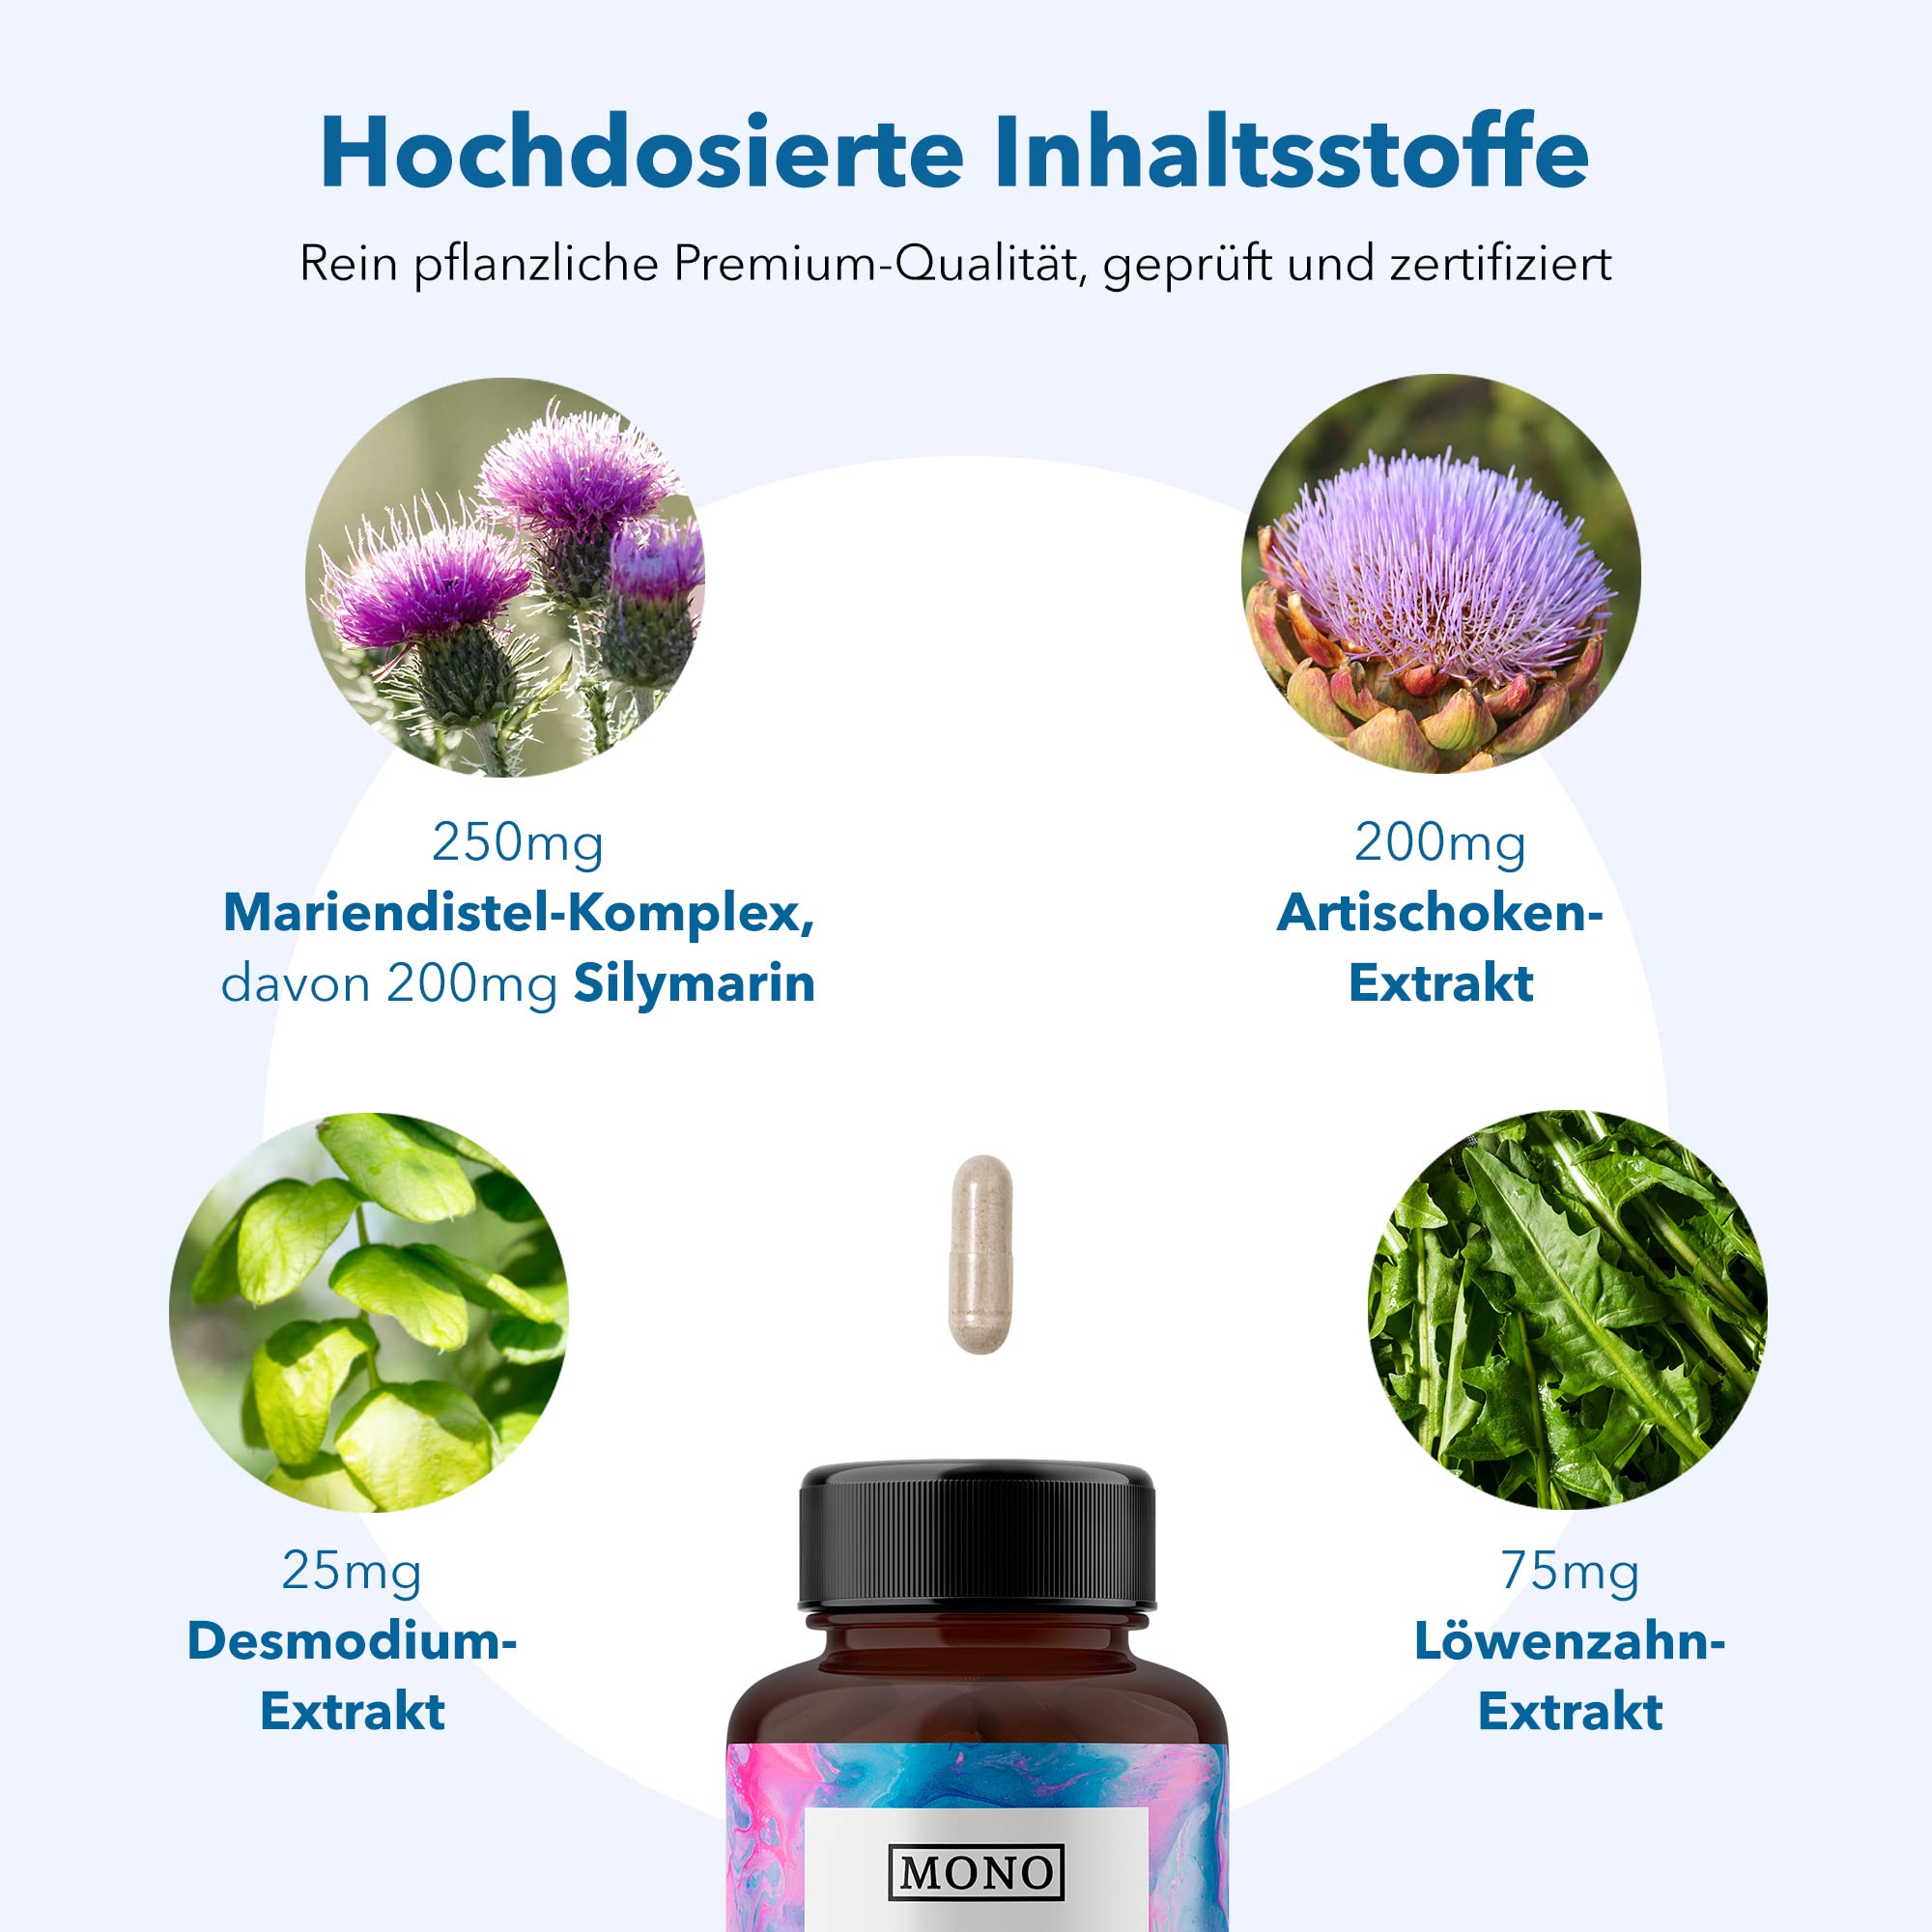 Hochdosierte Inhaltsstoffe
Rein pflanzliche Premium-Qualität, geprüft und zertifiziert
250mg
Mariendistel-Komplex,
davon 200mg Silymarin
200mg
Artischoken-
Extrakt
25mg
Desmodium-
Extrakt
75mg
Löwenzahn-
Extrakt
MONO